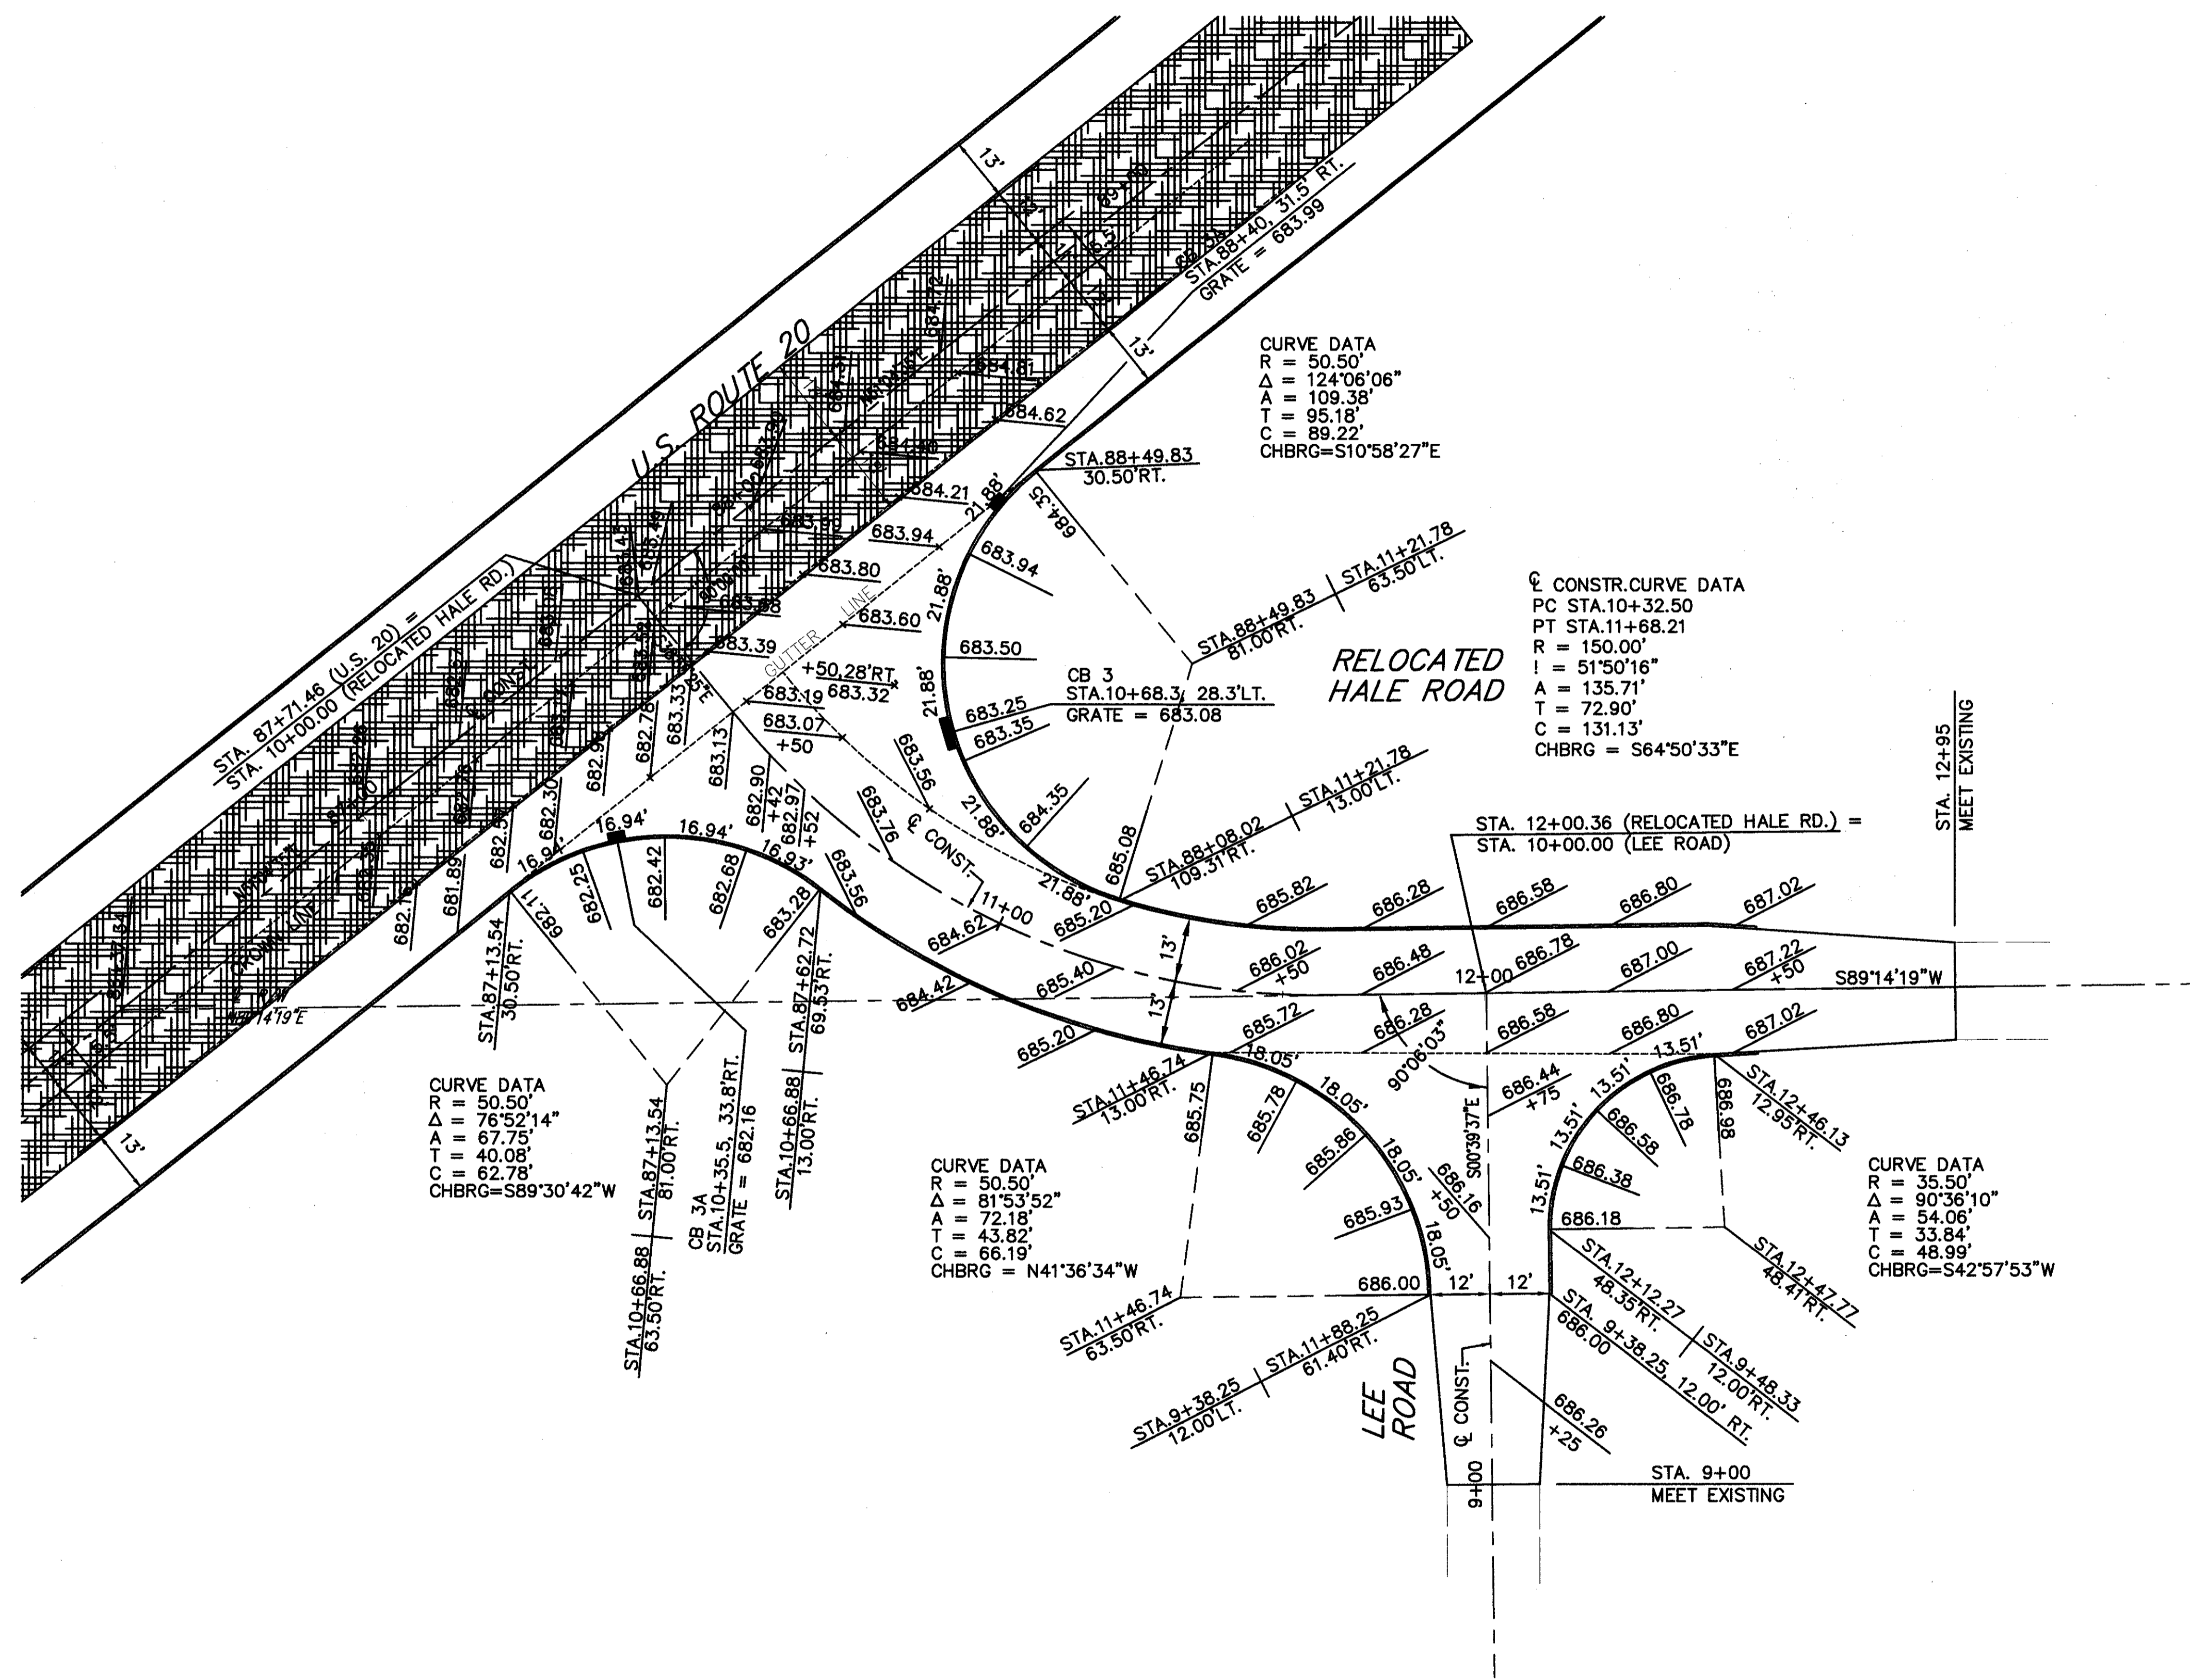 U.S. ROUTE 20
13'
13'
STA.88+40, 31.5' RT.
GRATE = 683.99
CURVE DATA
R = 50.50'
Δ = 124°06'06"
A = 109.38'
T = 95.18'
C = 89.22'
CHBRG=S10°58'27"E
STA.88+49.83
30.50'RT.
684.62
684.21
684.35
21.88'
683.94
683.94
683.80
21.88'
GUTTER LINE
683.60
683.39
683.50
+50,28'RT.
683.32
683.19
683.07
+50
21.88'
CB 3
STA.10+68.3, 28.3'LT.
GRATE = 683.08
683.25
683.35
STA.88+49.83
81.00'RT.
STA.11+21.78
63.50'LT.
RELOCATED
HALE ROAD
℄ CONSTR.CURVE DATA
PC STA.10+32.50
PT STA.11+68.21
R = 150.00'
! = 51°50'16"
A = 135.71'
T = 72.90'
C = 131.13'
CHBRG = S64°50'33"E
STA. 12+95
MEET EXISTING
STA. 87+71.46 (U.S. 20) =
STA. 10+00.00 (RELOCATED HALE RD.)
682.78
683.33
683.13
682.90
+42
682.97
+52
683.56
683.76
684.35
21.88'
685.08
STA.88+08.02
109.31'RT.
STA.11+21.78
13.00'LT.
℄ CONST.
11+00
21.88'
STA. 12+00.36 (RELOCATED HALE RD.) =
STA. 10+00.00 (LEE ROAD)
682.30
681.89
16.94'
16.94'
16.94'
16.93'
682.11
682.25
682.42
682.68
683.28
683.56
684.62
685.20
685.82
686.28
686.58
686.80
687.02
684.42
685.40
13'
13'
686.02
+50
686.48
12+00
686.78
687.00
687.22
+50
S89°14'19"W
685.20
685.72
686.28
686.58
686.80
687.02
STA.87+13.54
30.50'RT.
STA.87+62.72
69.53'RT.
STA.10+66.88
13.00'RT.
STA.87+13.54
81.00'RT.
STA.10+66.88
63.50'RT.
CB 3A
STA.10+35.5, 33.8'RT.
GRATE = 682.16
13'
CURVE DATA
R = 50.50'
Δ = 76°52'14"
A = 67.75'
T = 40.08'
C = 62.78'
CHBRG=S89°30'42"W
CURVE DATA
R = 50.50'
Δ = 81°53'52"
A = 72.18'
T = 43.82'
C = 66.19'
CHBRG = N41°36'34"W
STA.11+46.74
13.00'RT.
18.05'
18.05'
18.05'
18.05'
685.75
685.78
685.86
685.93
686.00
90°06'03"
S00°39'37"E
686.44
+75
686.16
+50
13.51'
13.51'
13.51'
13.51'
686.98
686.78
686.58
686.38
686.18
STA.12+46.13
12.95'RT.
CURVE DATA
R = 35.50'
Δ = 90°36'10"
A = 54.06'
T = 33.84'
C = 48.99'
CHBRG=S42°57'53"W
STA.12+47.77
48.41'RT.
STA.12+12.27
48.35'RT.
STA.9+48.33
12.00'RT.
STA. 9+38.25, 12.00' RT.
686.00
12'
12'
STA.11+46.74
63.50'RT.
STA.11+88.25
61.40'RT.
STA.9+38.25
12.00'LT.
LEE
ROAD
℄ CONST.
9+00
686.26
+25
STA. 9+00
MEET EXISTING